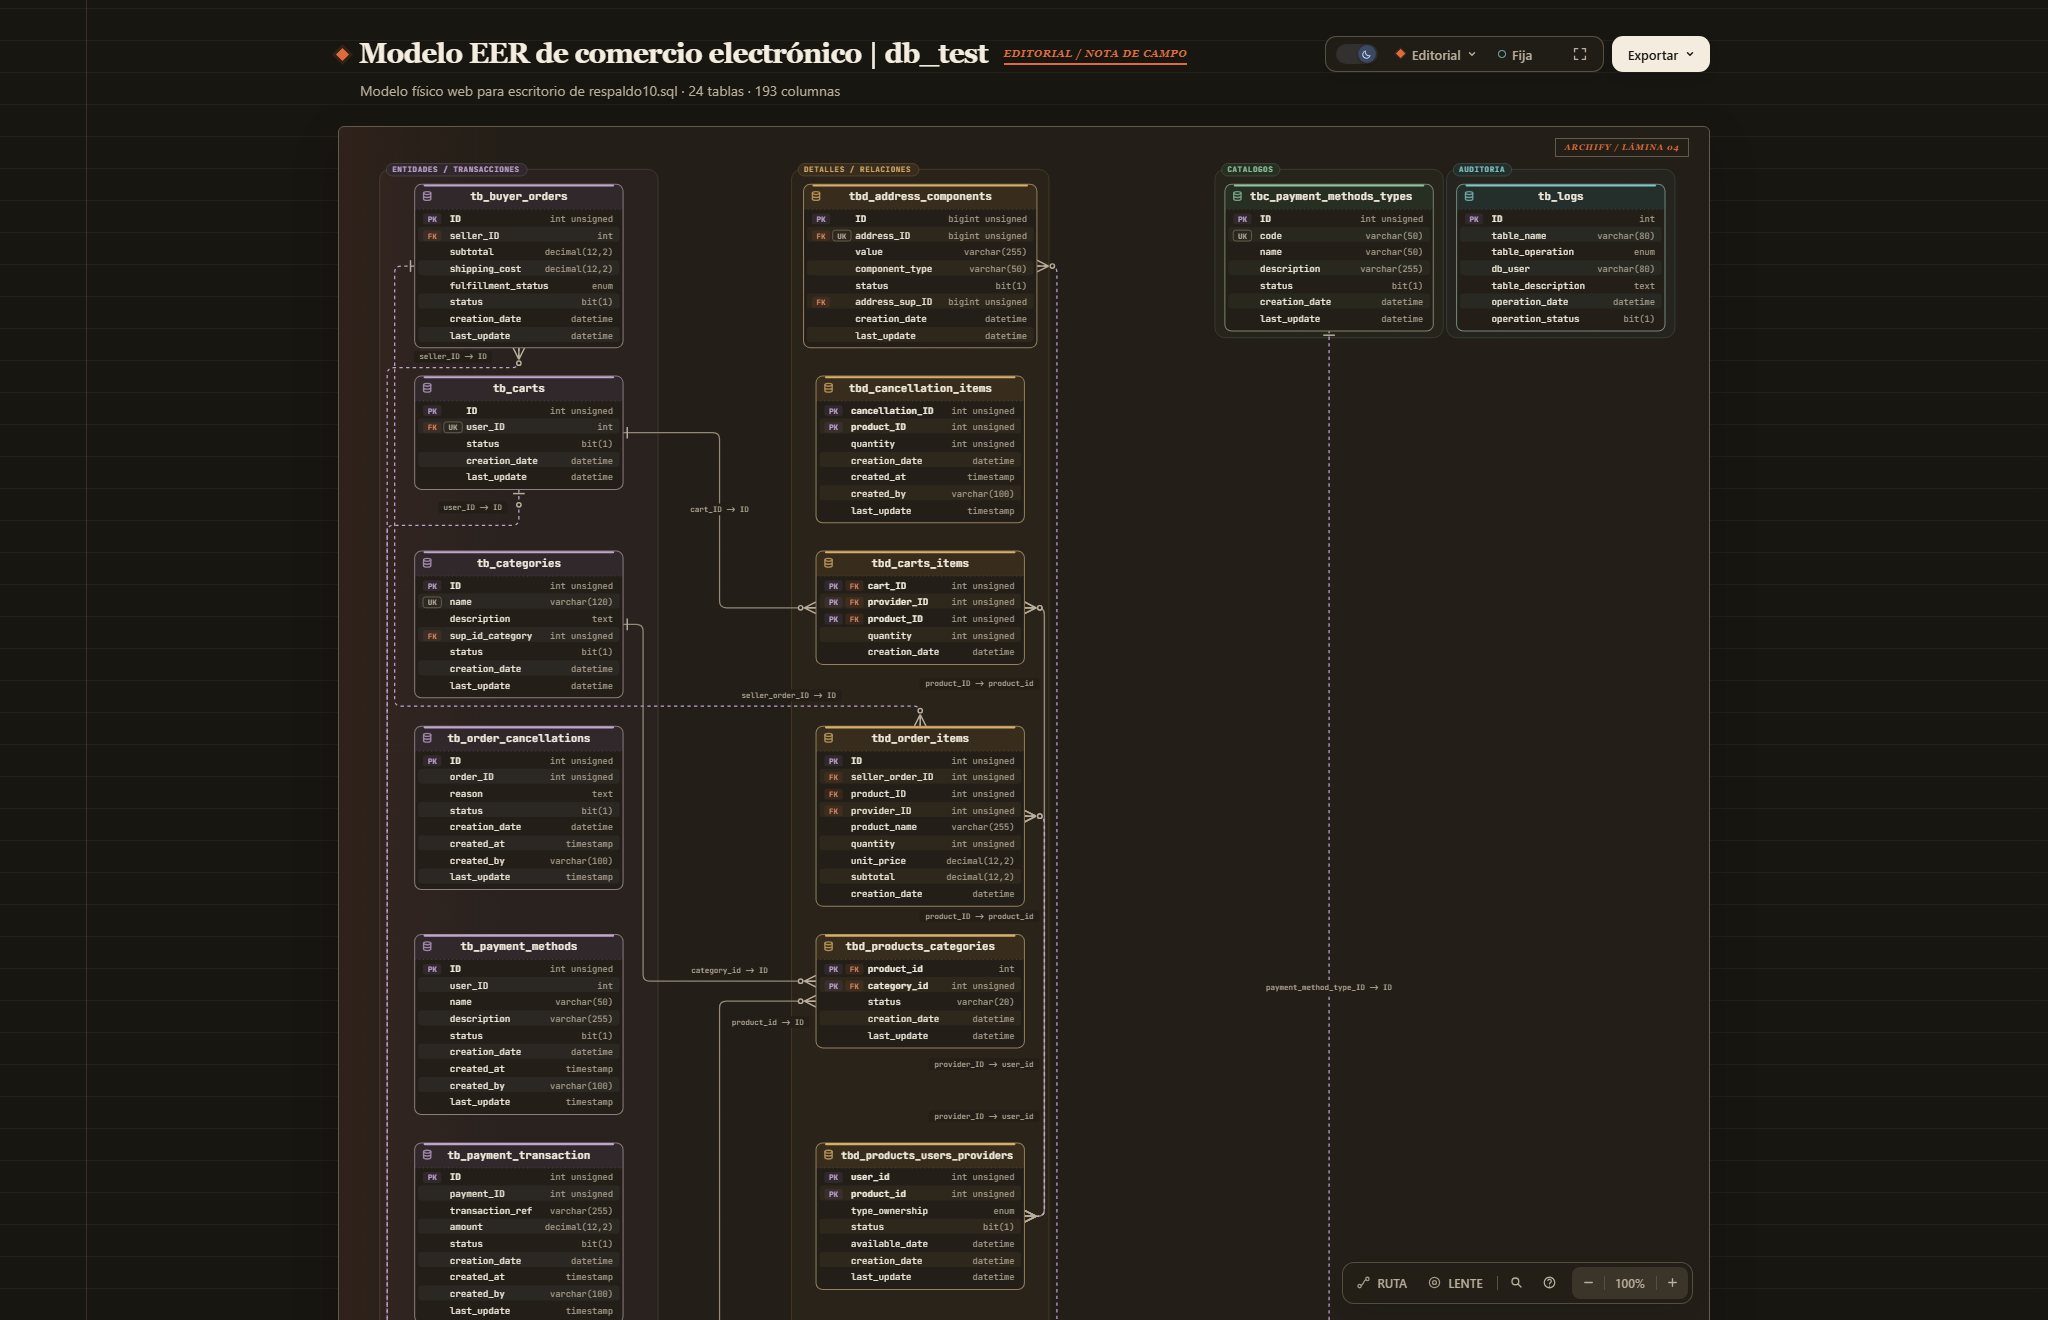 Modelo EER de comercio electrónico | db_test
EDITORIAL / NOTA DE CAMPO
Editorial
Fija
Exportar
Modelo físico web para escritorio de respaldo10.sql · 24 tablas · 193 columnas
ARCHIFY / LÁMINA 04
ENTIDADES / TRANSACCIONES
tb_buyer_orders
PK ID int unsigned
FK seller_ID int
subtotal decimal(12,2)
shipping_cost decimal(12,2)
fulfillment_status enum
status bit(1)
creation_date datetime
last_update datetime
seller_ID → ID
tb_carts
PK ID int unsigned
FK UK user_ID int
status bit(1)
creation_date datetime
last_update datetime
user_ID → ID
tb_categories
PK ID int unsigned
UK name varchar(120)
description text
FK sup_id_category int unsigned
status bit(1)
creation_date datetime
last_update datetime
tb_order_cancellations
PK ID int unsigned
order_ID int unsigned
reason text
status bit(1)
creation_date datetime
created_at timestamp
created_by varchar(100)
last_update timestamp
tb_payment_methods
PK ID int unsigned
user_ID int
name varchar(50)
description varchar(255)
status bit(1)
creation_date datetime
created_at timestamp
created_by varchar(100)
last_update timestamp
tb_payment_transaction
PK ID int unsigned
payment_ID int unsigned
transaction_ref varchar(255)
amount decimal(12,2)
status bit(1)
creation_date datetime
created_at timestamp
created_by varchar(100)
last_update timestamp
cart_ID → ID
seller_order_ID → ID
category_id → ID
product_id → ID
DETALLES / RELACIONES
tbd_address_components
PK ID bigint unsigned
FK UK address_ID bigint unsigned
value varchar(255)
component_type varchar(50)
status bit(1)
FK address_sup_ID bigint unsigned
creation_date datetime
last_update datetime
tbd_cancellation_items
PK cancellation_ID int unsigned
PK product_ID int unsigned
quantity int unsigned
creation_date datetime
created_at timestamp
created_by varchar(100)
last_update timestamp
tbd_carts_items
PK FK cart_ID int unsigned
PK FK provider_ID int unsigned
PK FK product_ID int unsigned
quantity int unsigned
creation_date datetime
product_ID → product_id
tbd_order_items
PK ID int unsigned
FK seller_order_ID int unsigned
FK product_ID int unsigned
FK provider_ID int unsigned
product_name varchar(255)
quantity int unsigned
unit_price decimal(12,2)
subtotal decimal(12,2)
creation_date datetime
product_ID → product_id
tbd_products_categories
PK FK product_id int
PK FK category_id int unsigned
status varchar(20)
creation_date datetime
last_update datetime
provider_ID → user_id
provider_ID → user_id
tbd_products_users_providers
PK user_id int unsigned
PK product_id int unsigned
type_ownership enum
status bit(1)
available_date datetime
creation_date datetime
last_update datetime
CATALOGOS
tbc_payment_methods_types
PK ID int unsigned
UK code varchar(50)
name varchar(50)
description varchar(255)
status bit(1)
creation_date datetime
last_update datetime
payment_method_type_ID → ID
AUDITORIA
tb_logs
PK ID int
table_name varchar(80)
table_operation enum
db_user varchar(80)
table_description text
operation_date datetime
operation_status bit(1)
RUTA
LENTE
− 100% +